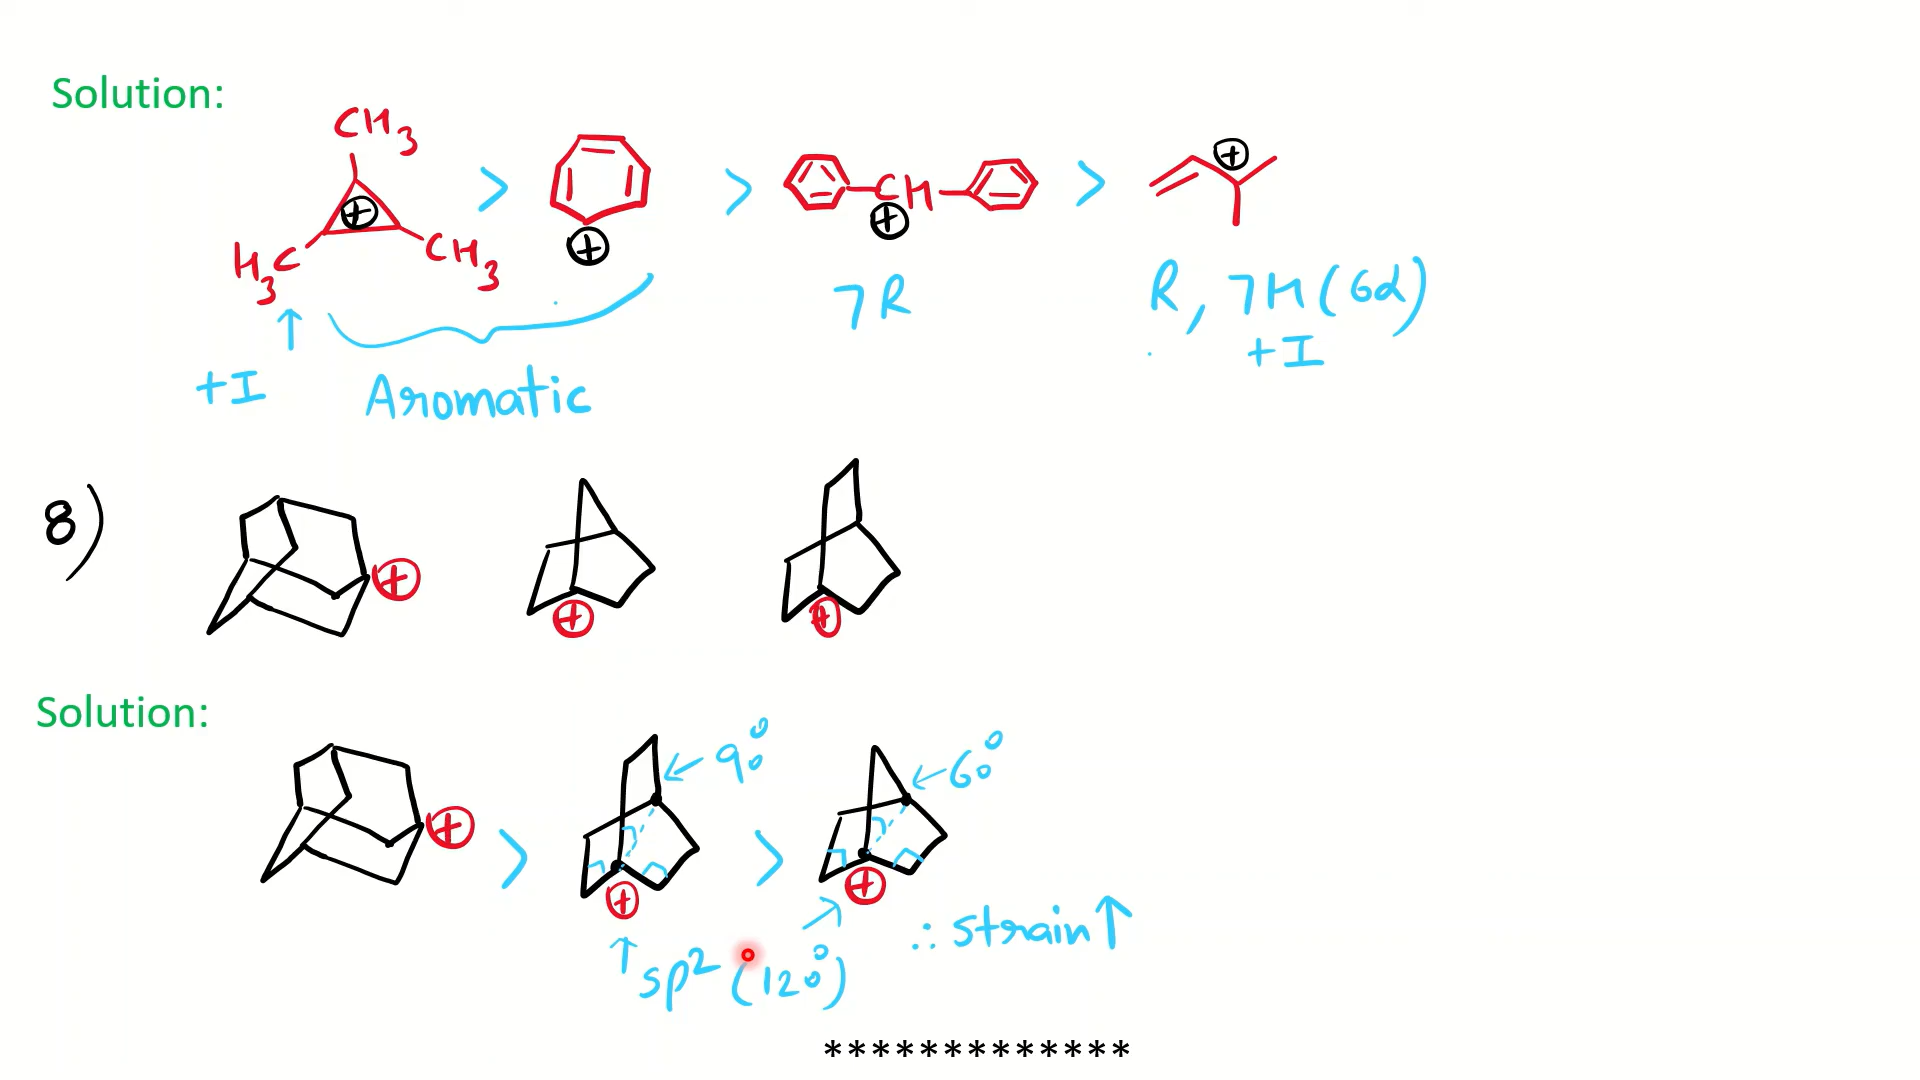 Solution:
CH3
⊕
H3C
CH3
>
⊕
>
CH
⊕
>
⊕
+I
Aromatic
7R
R, 7H(6α)
+I
8)
⊕
⊕
⊕
Solution:
⊕
>
90°
⊕
>
60°
⊕
sp² (120°)
∴ strain↑
*************